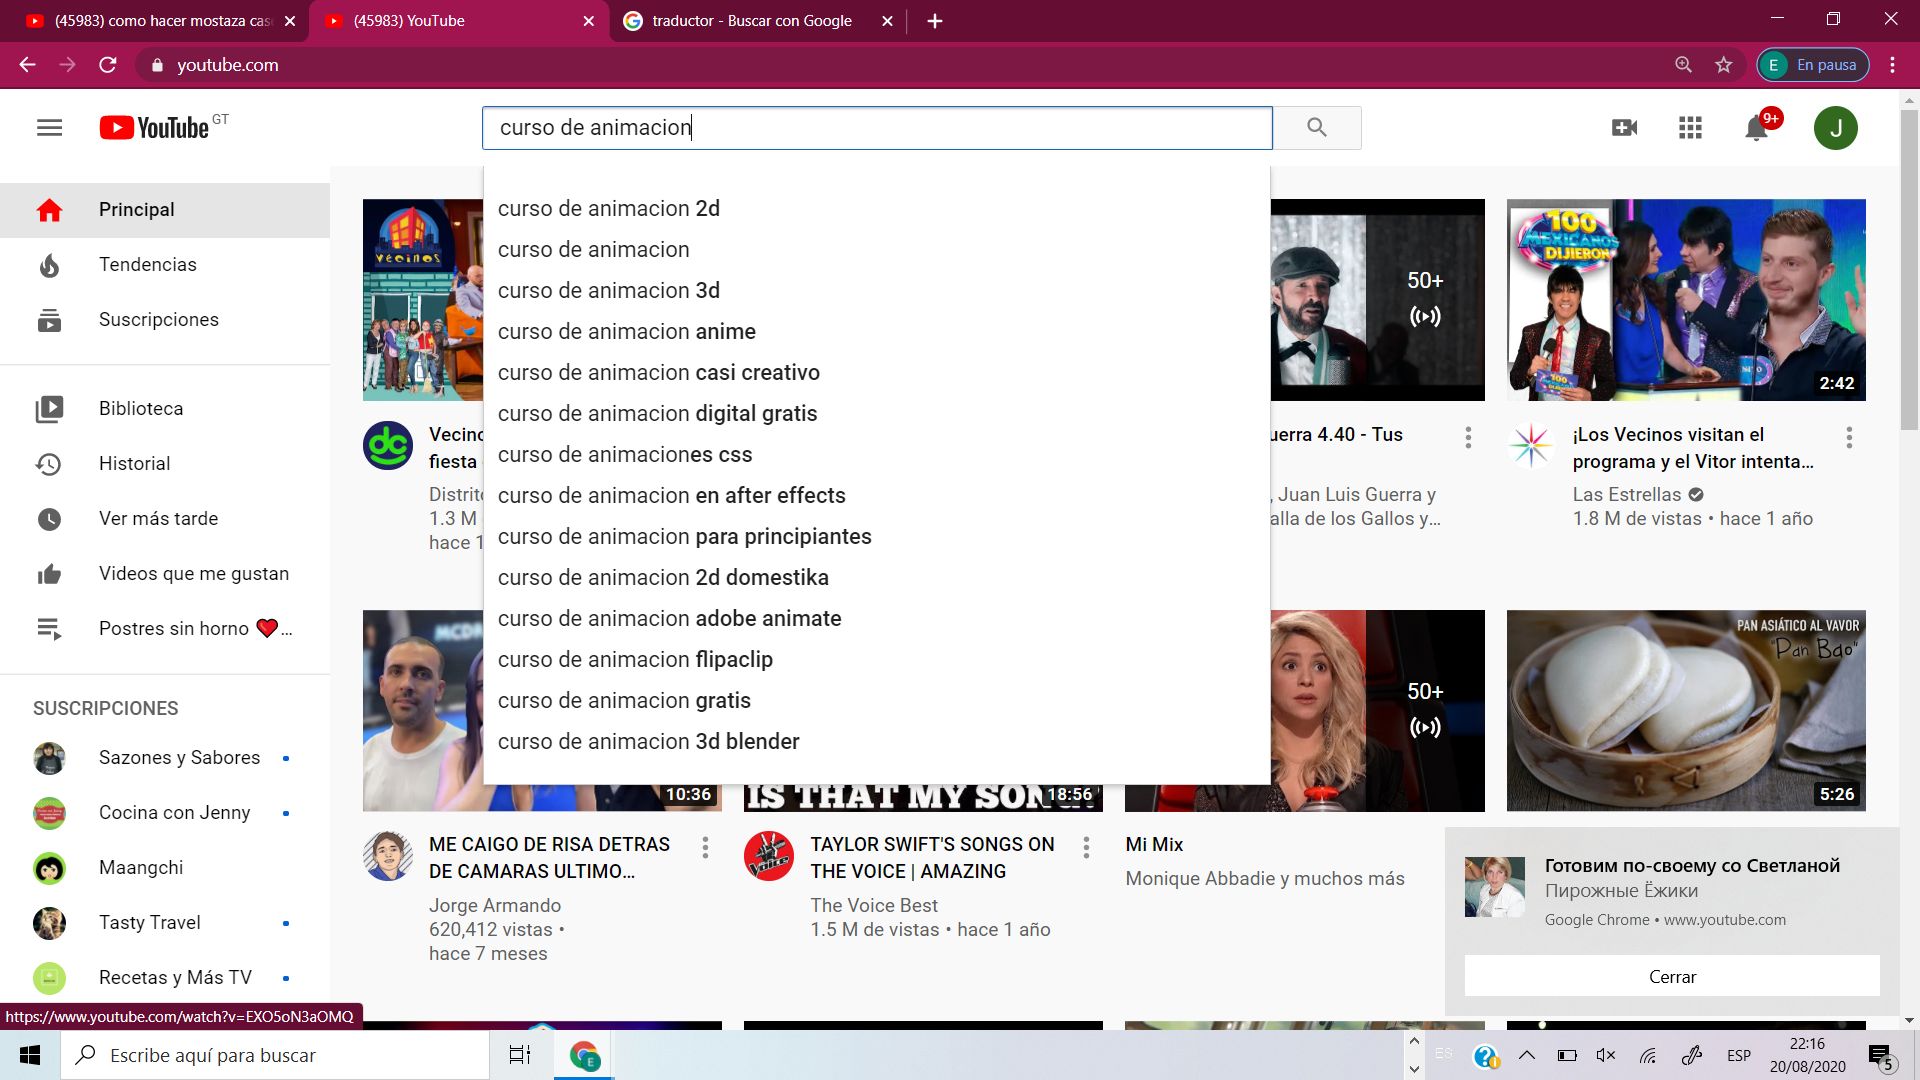 (45983) como hacer mostaza cas
(45983) YouTube
traductor - Buscar con Google
youtube.com
E
En pausa
YouTube GT
curso de animacion
9+
J
Principal
Tendencias
Suscripciones
Biblioteca
Historial
Ver más tarde
Videos que me gustan
Postres sin horno ❤️...
SUSCRIPCIONES
Sazones y Sabores
Cocina con Jenny
Maangchi
Tasty Travel
Recetas y Más TV
curso de animacion 2d
curso de animacion
curso de animacion 3d
curso de animacion anime
curso de animacion casi creativo
curso de animacion digital gratis
curso de animaciones css
curso de animacion en after effects
curso de animacion para principiantes
curso de animacion 2d domestika
curso de animacion adobe animate
curso de animacion flipaclip
curso de animacion gratis
curso de animacion 3d blender
vecinos
dc
Vecino
fiesta
Distrito
1.3 M
hace 1
50+
uerra 4.40 - Tus
, Juan Luis Guerra y
alla de los Gallos y...
100
MEXICANOS
DIJERON
2:42
¡Los Vecinos visitan el
programa y el Vitor intenta...
Las Estrellas
1.8 M de vistas • hace 1 año
10:36
ME CAIGO DE RISA DETRAS
DE CAMARAS ULTIMO...
Jorge Armando
620,412 vistas •
hace 7 meses
IS THAT MY SONG
18:56
Voice
TAYLOR SWIFT'S SONGS ON
THE VOICE | AMAZING
The Voice Best
1.5 M de vistas • hace 1 año
50+
Mi Mix
Monique Abbadie y muchos más
PAN ASIÁTICO AL VAVOR
"Pan Bao"
5:26
Готовим по-своему со Светланой
Пирожные Ёжики
Google Chrome • www.youtube.com
Cerrar
https://www.youtube.com/watch?v=EXO5oN3aOMQ
Escribe aquí para buscar
E
ES
ESP
22:16
20/08/2020
5